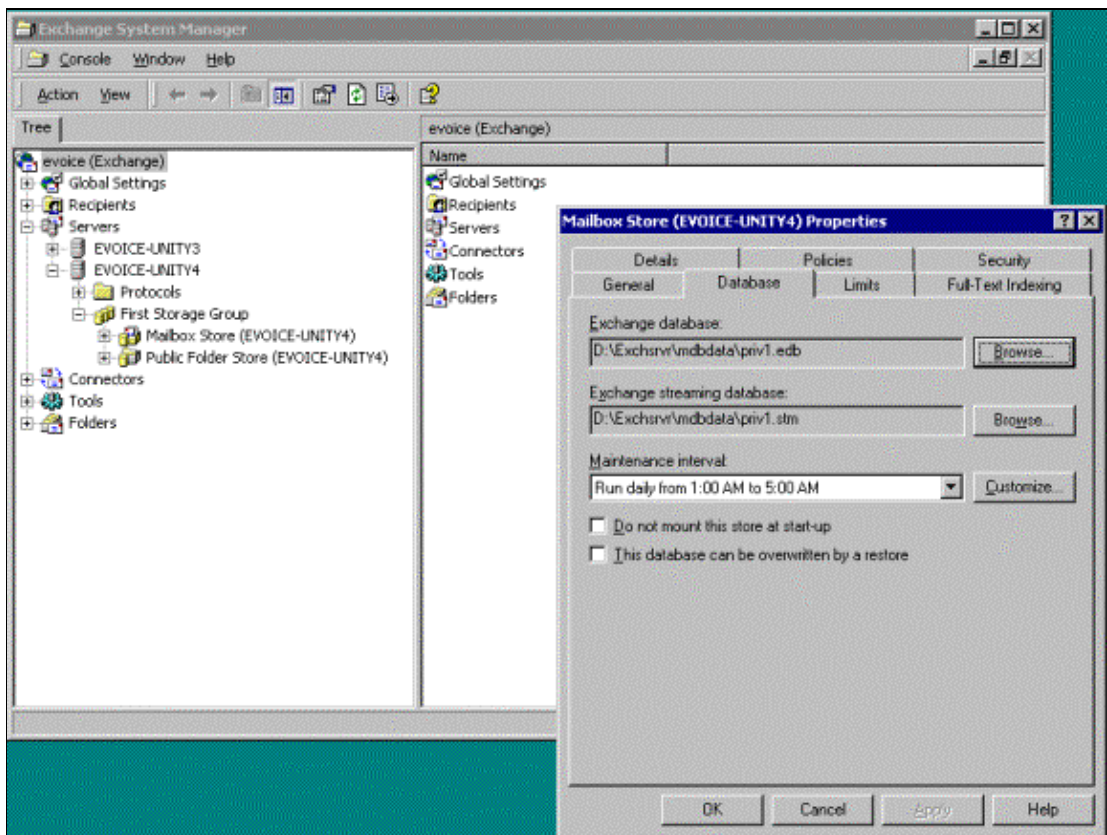 Exchange System Manager
Console Window Help
Action View
Tree
evoice (Exchange)
Global Settings
Recipients
Servers
EVOICE-UNITY3
EVOICE-UNITY4
Protocols
First Storage Group
Mailbox Store (EVOICE-UNITY4)
Public Folder Store (EVOICE-UNITY4)
Connectors
Tools
Folders
evoice (Exchange)
Name
Global Settings
Recipients
Servers
Connectors
Tools
Folders
Mailbox Store (EVOICE-UNITY4) Properties
Details Policies Security
General Database Limits Full-Text Indexing
Exchange database:
D:\Exchsrvr\mdbdata\priv1.edb Browse...
Exchange streaming database:
D:\Exchsrvr\mdbdata\priv1.stm Browse...
Maintenance interval:
Run daily from 1:00 AM to 5:00 AM Customize...
Do not mount this store at start-up
This database can be overwritten by a restore
OK Cancel Apply Help